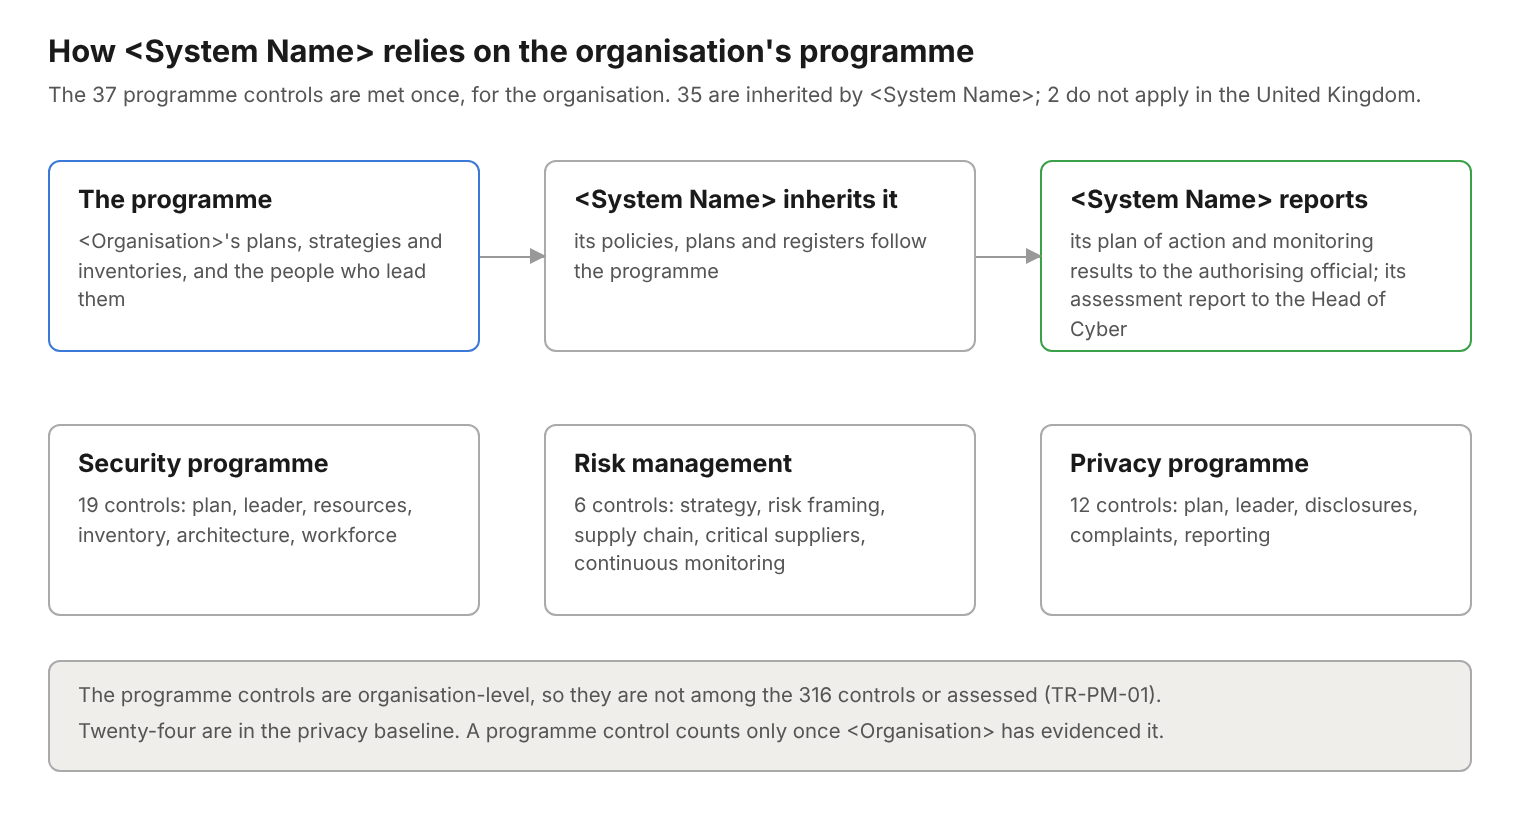 How <System Name> relies on the organisation's programme
The 37 programme controls are met once, for the organisation. 35 are inherited by <System Name>; 2 do not apply in the United Kingdom.
The programme
<Organisation>'s plans, strategies and
inventories, and the people who lead
them
<System Name> inherits it
its policies, plans and registers follow
the programme
<System Name> reports
its plan of action and monitoring
results to the authorising official; its
assessment report to the Head of
Cyber
Security programme
19 controls: plan, leader, resources,
inventory, architecture, workforce
Risk management
6 controls: strategy, risk framing,
supply chain, critical suppliers,
continuous monitoring
Privacy programme
12 controls: plan, leader, disclosures,
complaints, reporting
The programme controls are organisation-level, so they are not among the 316 controls or assessed (TR-PM-01).
Twenty-four are in the privacy baseline. A programme control counts only once <Organisation> has evidenced it.